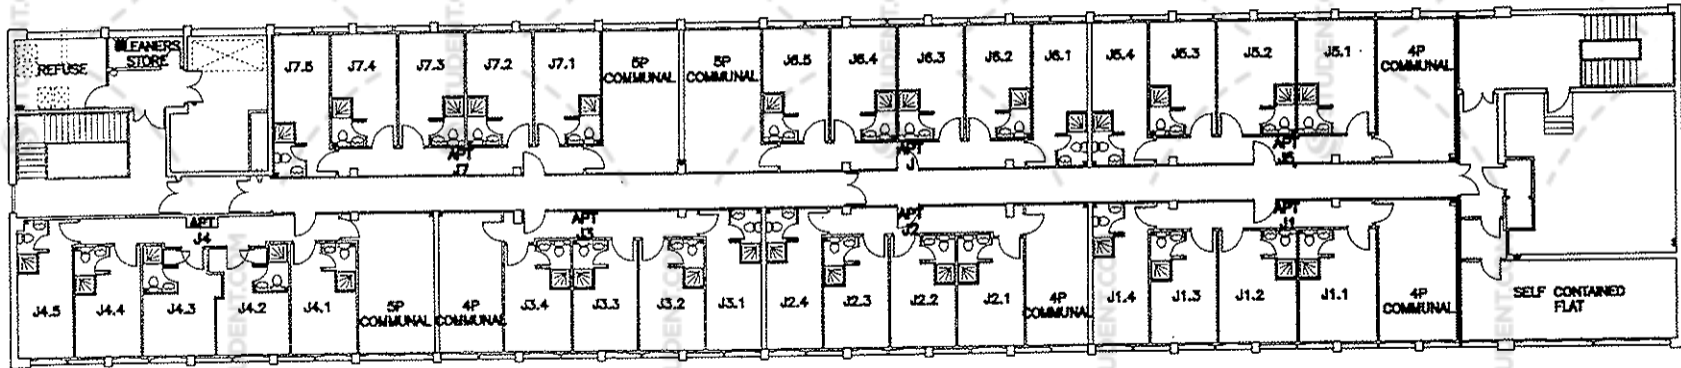 REFUSE
CLEANERS
STORE
J7.5
J7.4
J7.3
J7.2
J7.1
5P
COMMUNAL
5P
COMMUNAL
J6.5
J6.4
J6.3
J6.2
J6.1
J5.4
J5.3
J5.2
J5.1
4P
COMMUNAL
APT
J7
APT
J
APT
J5
APT
J4
APT
J3
APT
J2
APT
J1
J4.5
J4.4
J4.3
J4.2
J4.1
5P
COMMUNAL
4P
COMMUNAL
J3.4
J3.3
J3.2
J3.1
J2.4
J2.3
J2.2
J2.1
4P
COMMUNAL
J1.4
J1.3
J1.2
J1.1
4P
COMMUNAL
SELF CONTAINED
FLAT